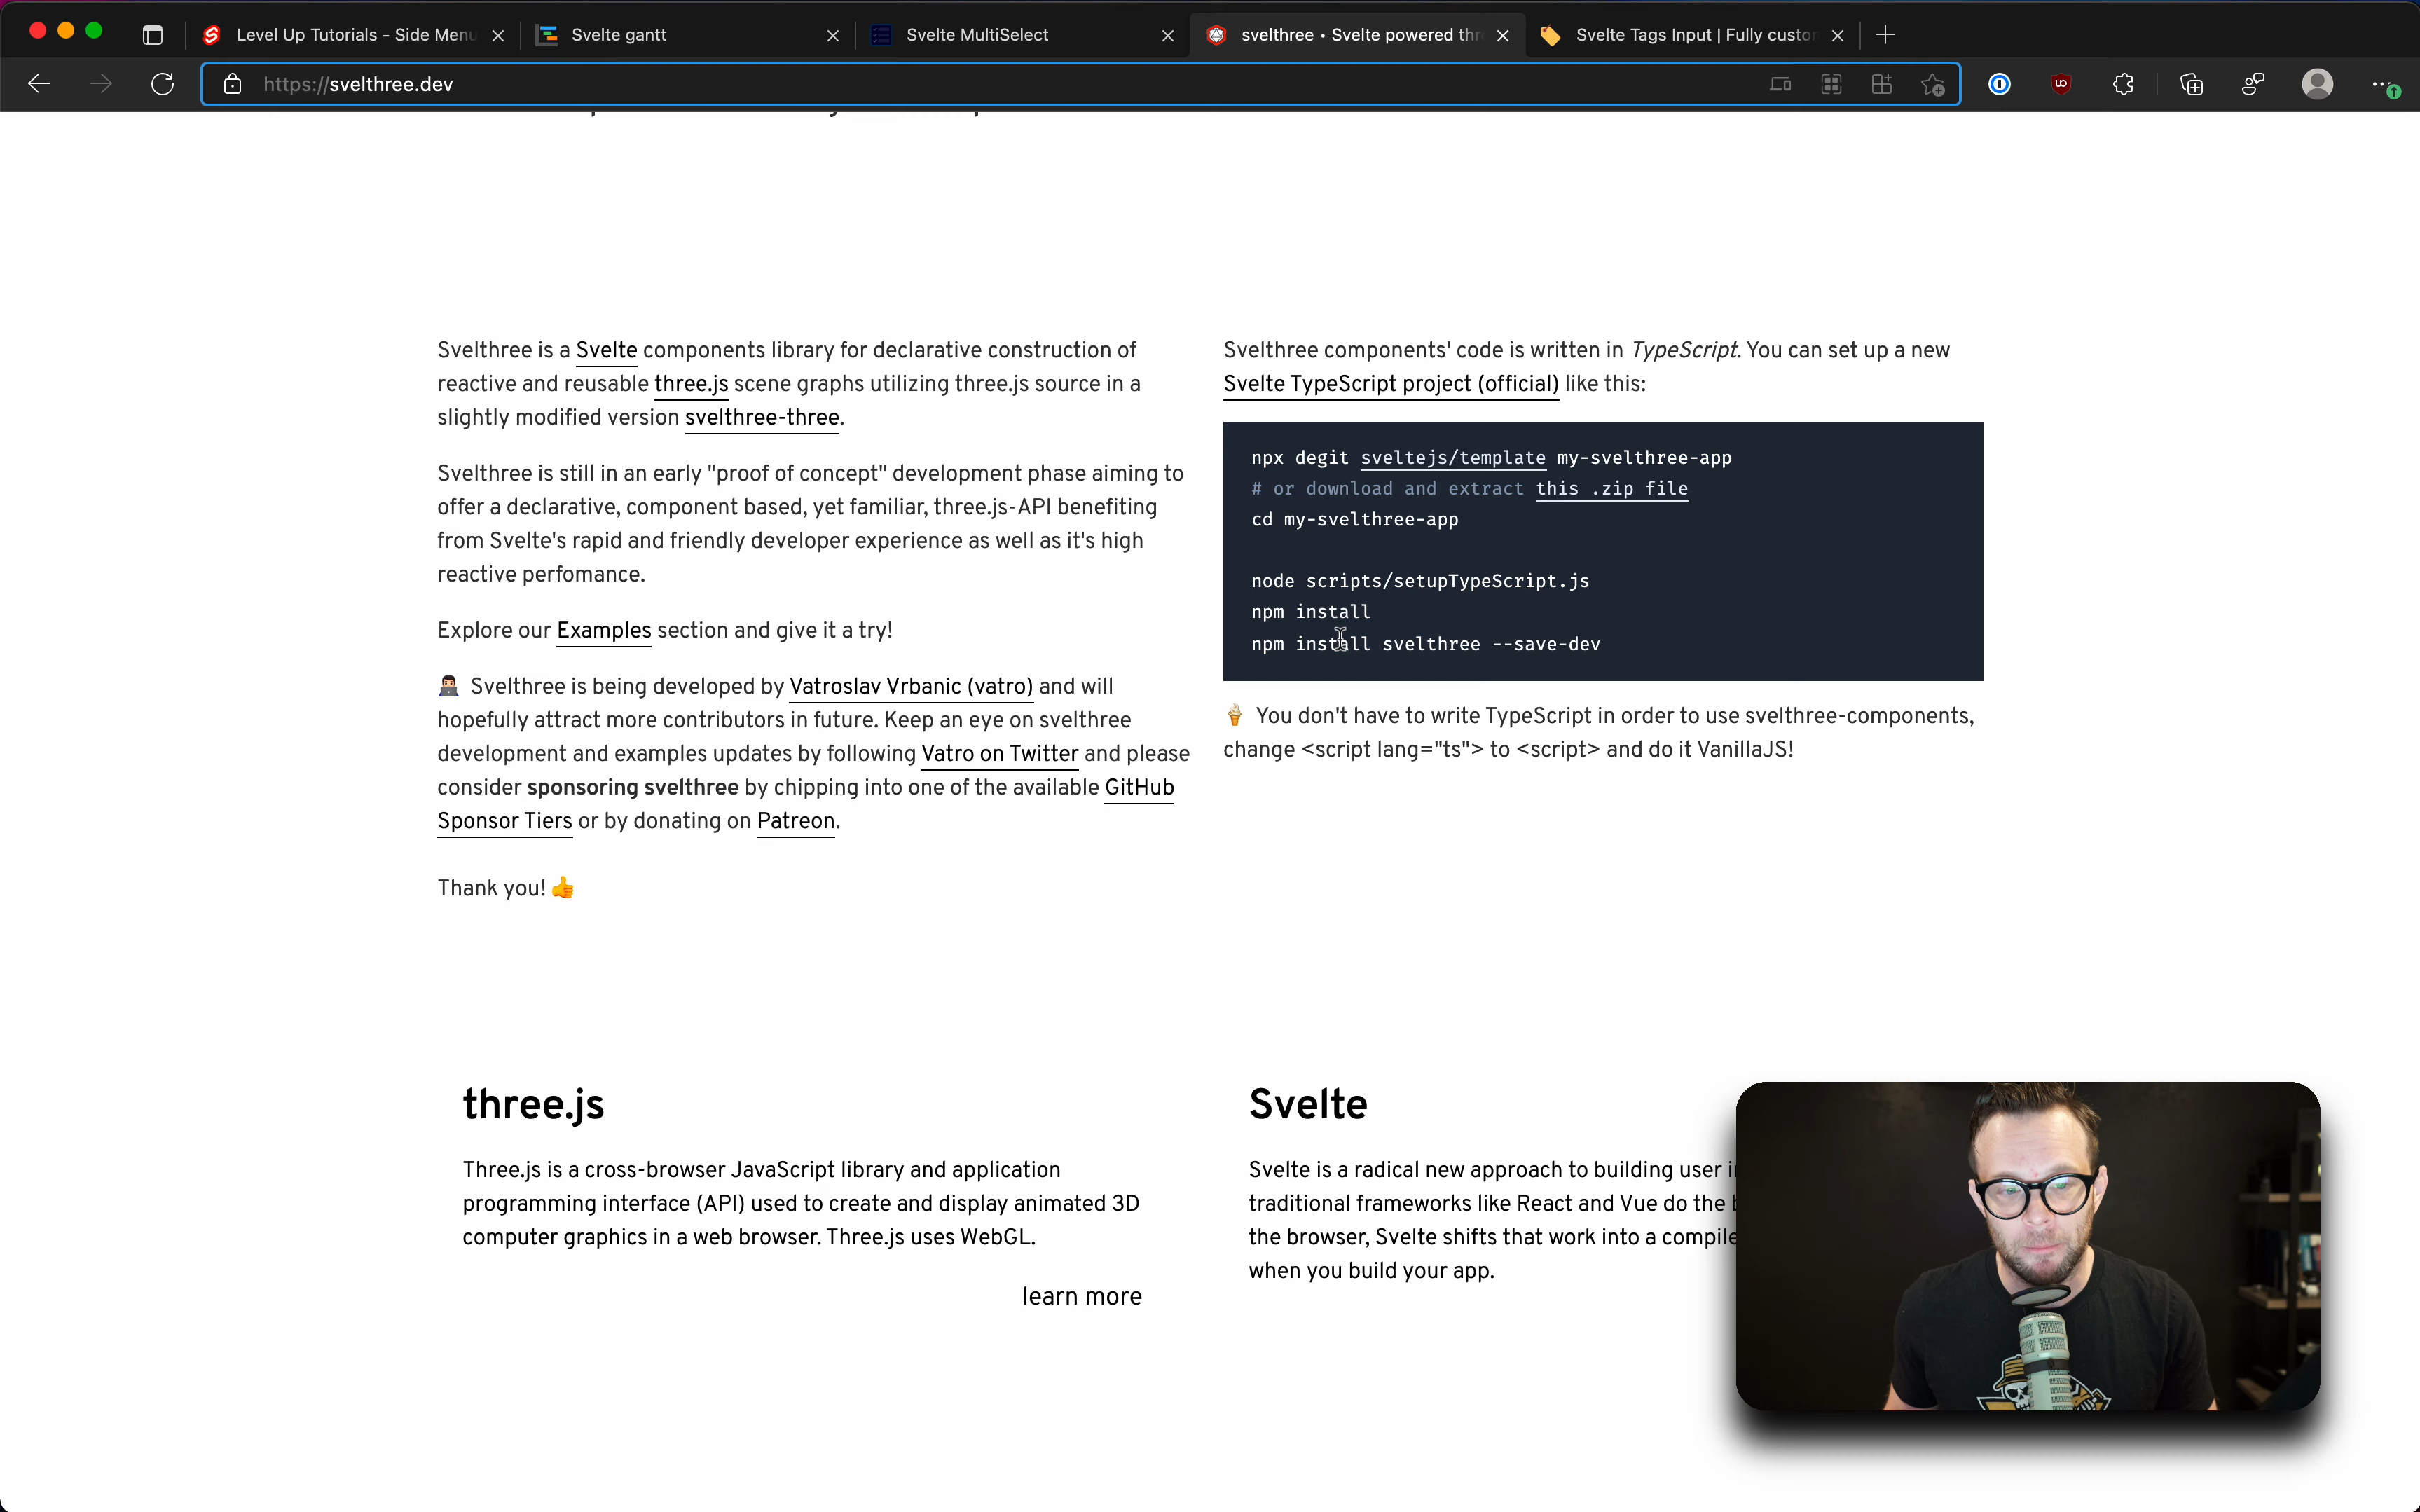 Level Up Tutorials - Side Menu
Svelte gantt
Svelte MultiSelect
svelthree • Svelte powered thr
Svelte Tags Input | Fully custo
https://svelthree.dev
Svelthree is a Svelte components library for declarative construction of
reactive and reusable three.js scene graphs utilizing three.js source in a
slightly modified version svelthree-three.
Svelthree is still in an early "proof of concept" development phase aiming to
offer a declarative, component based, yet familiar, three.js-API benefiting
from Svelte's rapid and friendly developer experience as well as it's high
reactive perfomance.
Explore our Examples section and give it a try!
👨🏻‍💻 Svelthree is being developed by Vatroslav Vrbanic (vatro) and will
hopefully attract more contributors in future. Keep an eye on svelthree
development and examples updates by following Vatro on Twitter and please
consider sponsoring svelthree by chipping into one of the available GitHub
Sponsor Tiers or by donating on Patreon.
Thank you! 👍
Svelthree components' code is written in TypeScript. You can set up a new
Svelte TypeScript project (official) like this:
npx degit sveltejs/template my-svelthree-app
# or download and extract this .zip file
cd my-svelthree-app
node scripts/setupTypeScript.js
npm install
npm install svelthree --save-dev
🍦 You don't have to write TypeScript in order to use svelthree-components,
change <script lang="ts"> to <script> and do it VanillaJS!
three.js
Three.js is a cross-browser JavaScript library and application
programming interface (API) used to create and display animated 3D
computer graphics in a web browser. Three.js uses WebGL.
learn more
Svelte
Svelte is a radical new approach to building user
traditional frameworks like React and Vue do the
the browser, Svelte shifts that work into a compile
when you build your app.